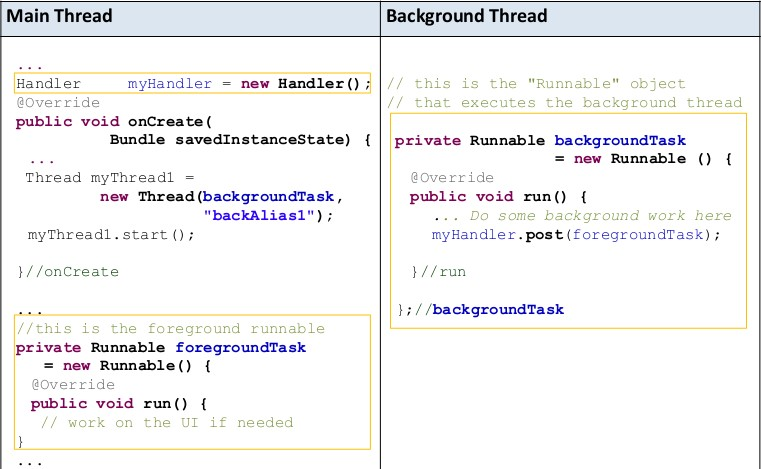 Main Thread
...
Handler     myHandler = new Handler();
@Override
public void onCreate(
Bundle savedInstanceState) {
...
Thread myThread1 =
new Thread(backgroundTask,
"backAlias1");
myThread1.start();
}//onCreate
...
//this is the foreground runnable
private Runnable foregroundTask
= new Runnable() {
@Override
public void run() {
// work on the UI if needed
}
...
Background Thread
// this is the "Runnable" object
// that executes the background thread
private Runnable backgroundTask
= new Runnable () {
@Override
public void run() {
... Do some background work here
myHandler.post(foregroundTask);
}//run
};//backgroundTask